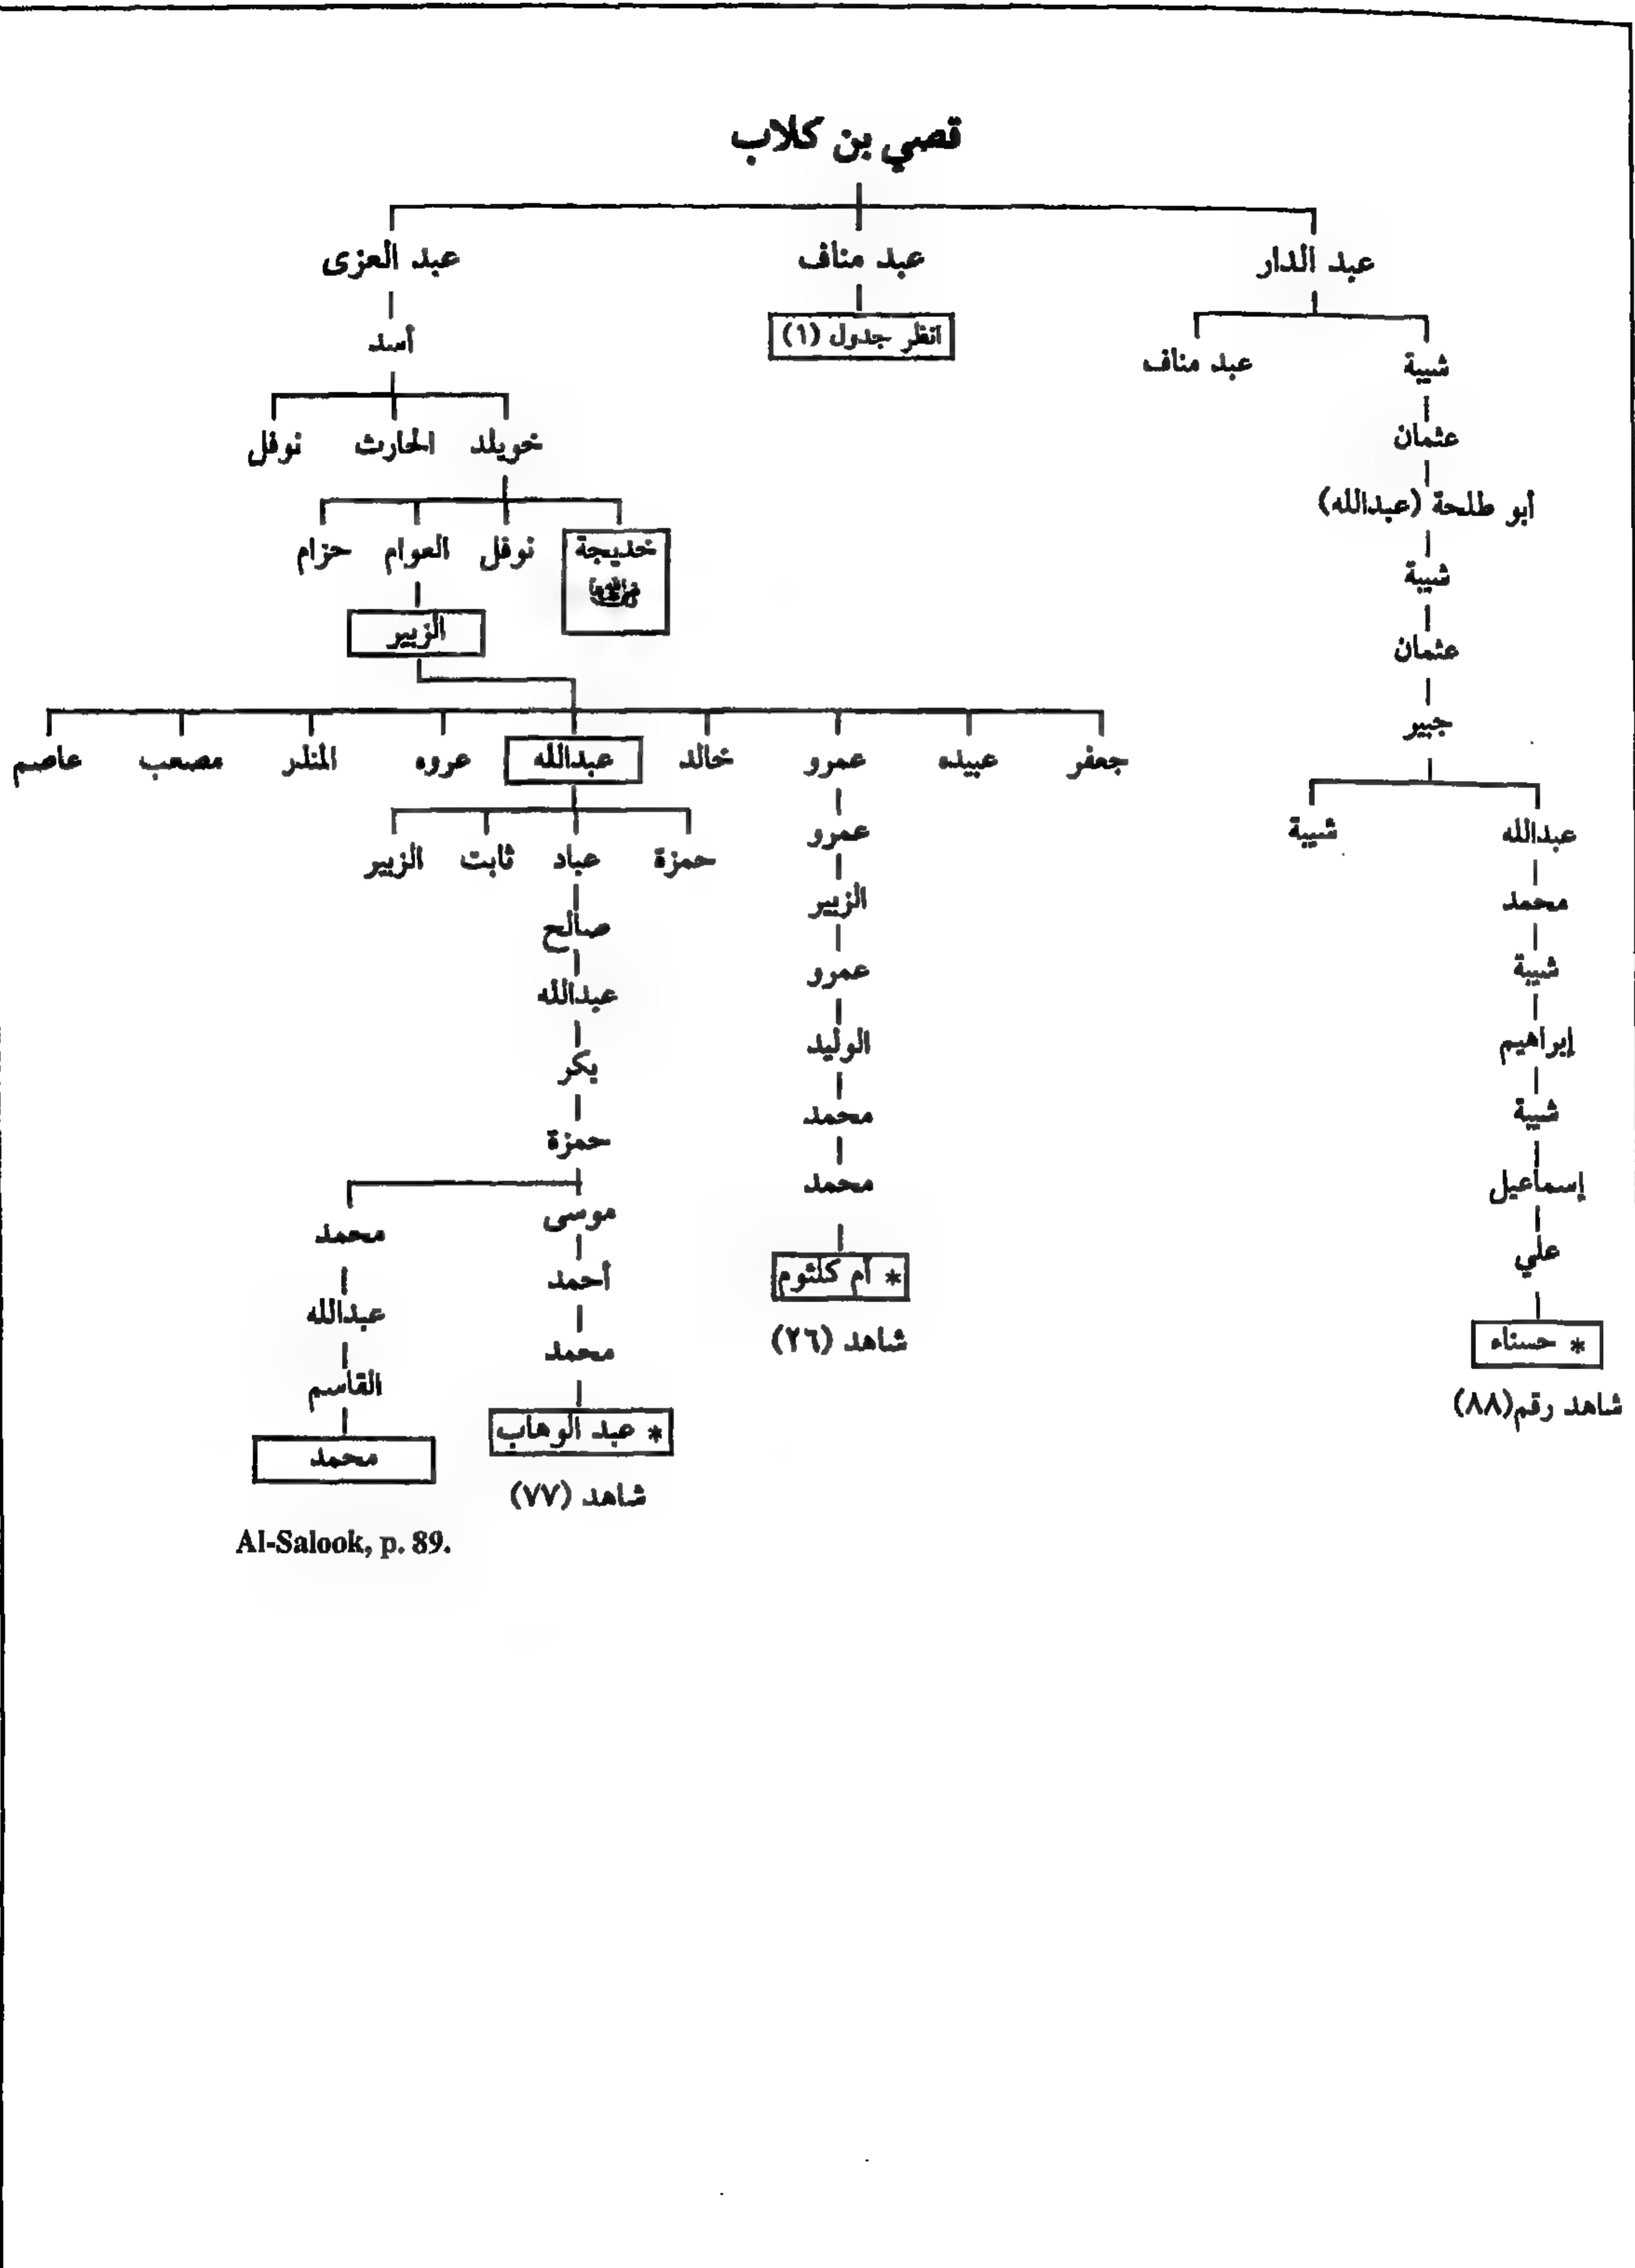 قصي بن كلاب
عبد الدار عبد مناف عبد العزى
انظر جدول (١) أسد
شيبة عبد مناف
عثمان خويلد الحارث نوفل
أبو طلحة (عبدالله)
خديجة نوفل العوام حزام
رضي الله عنها
شيبة
الزبير
عثمان
جبير
جعفر عبيده عمرو خالد عبدالله عروه المنذر مصعب عاصم
عبدالله شيبة عمرو
حمزة عباد ثابت الزبير
محمد الزبير صالح
شيبة عمرو عبدالله
إبراهيم الوليد بكر
شيبة محمد حمزة
إسماعيل محمد موسى محمد
علي * أم كلثوم أحمد عبدالله
* حسناء شاهد (٢٦) محمد القاسم
شاهد رقم(٨٨) * عبد الوهاب محمد
شاهد (٧٧)
Al-Salook, p. 89.